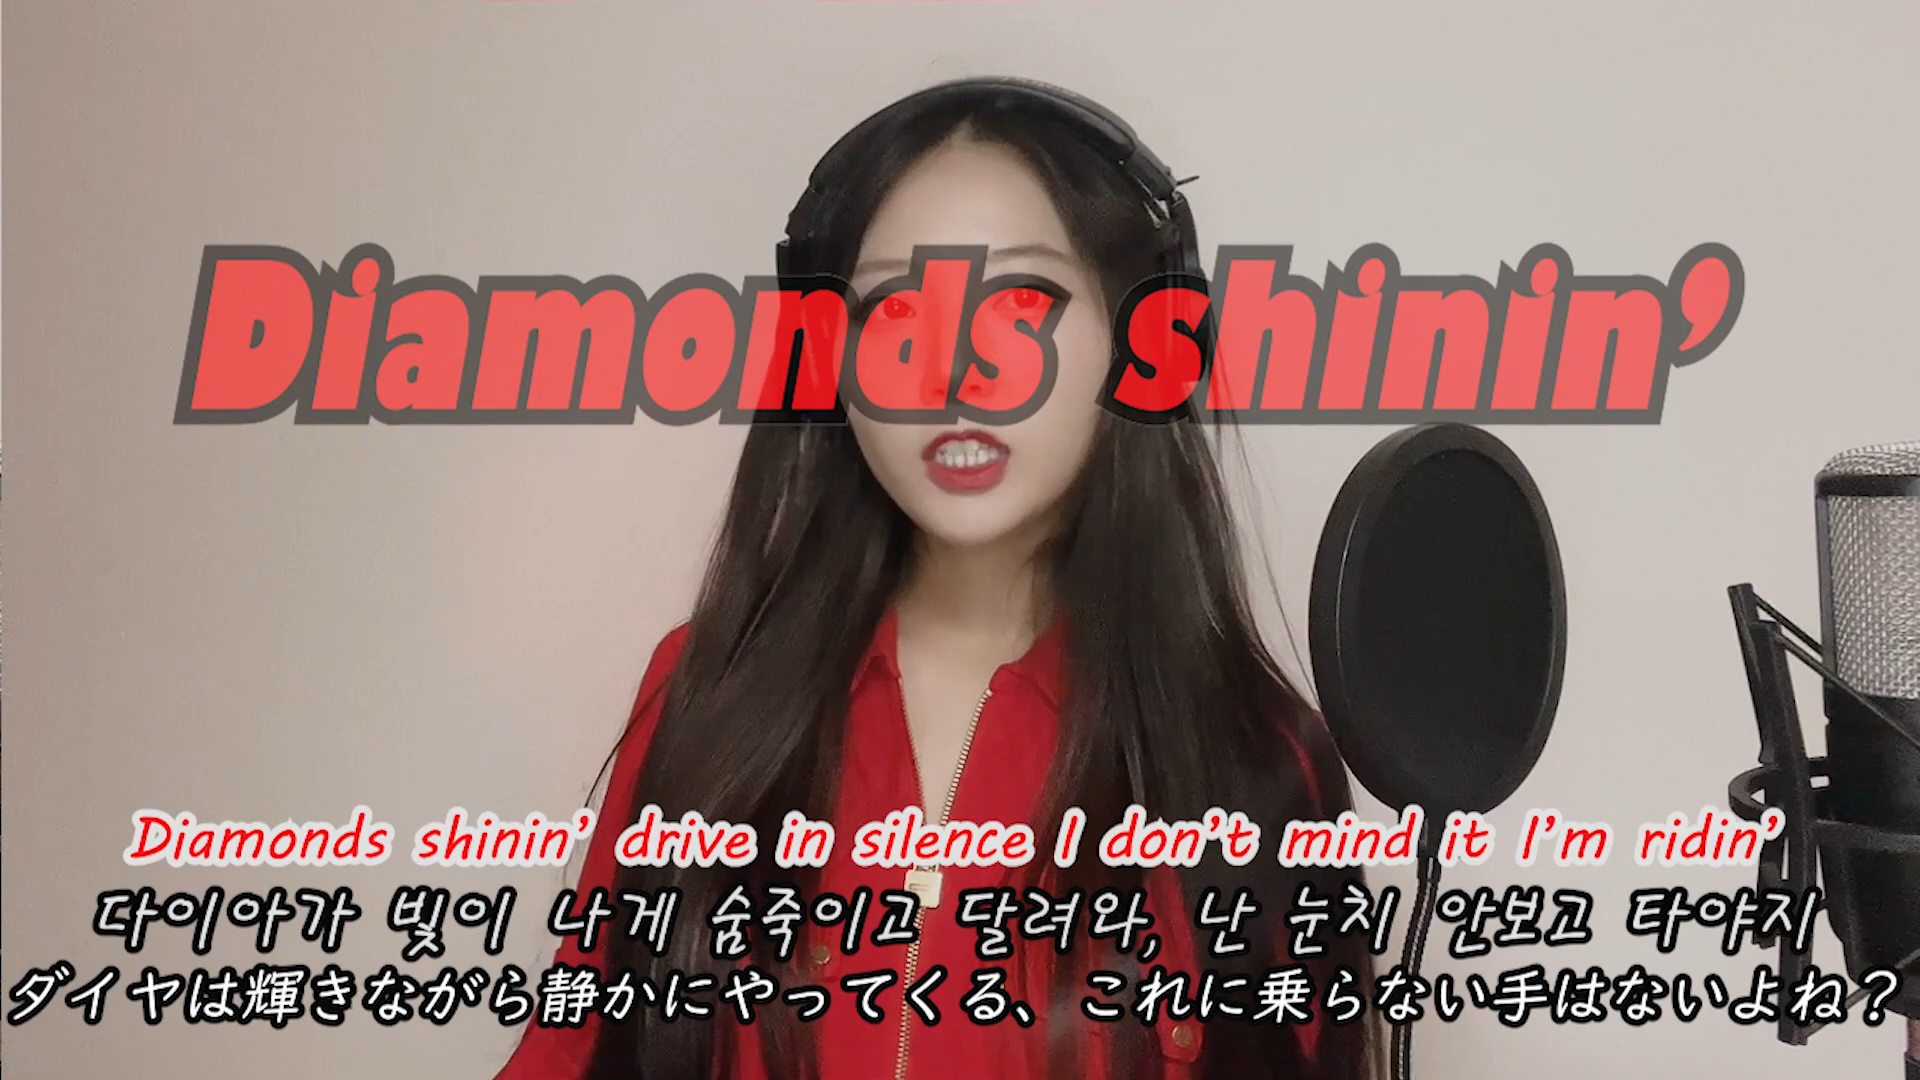 Diamonds shinin’
Diamonds shinin’ drive in silence I don’t mind it I’m ridin’
다이아가 빛이 나게 숨죽이고 달려와, 난 눈치 안보고 타야지
ダイヤは輝きながら静かにやってくる、これに乗らない手はないよね？